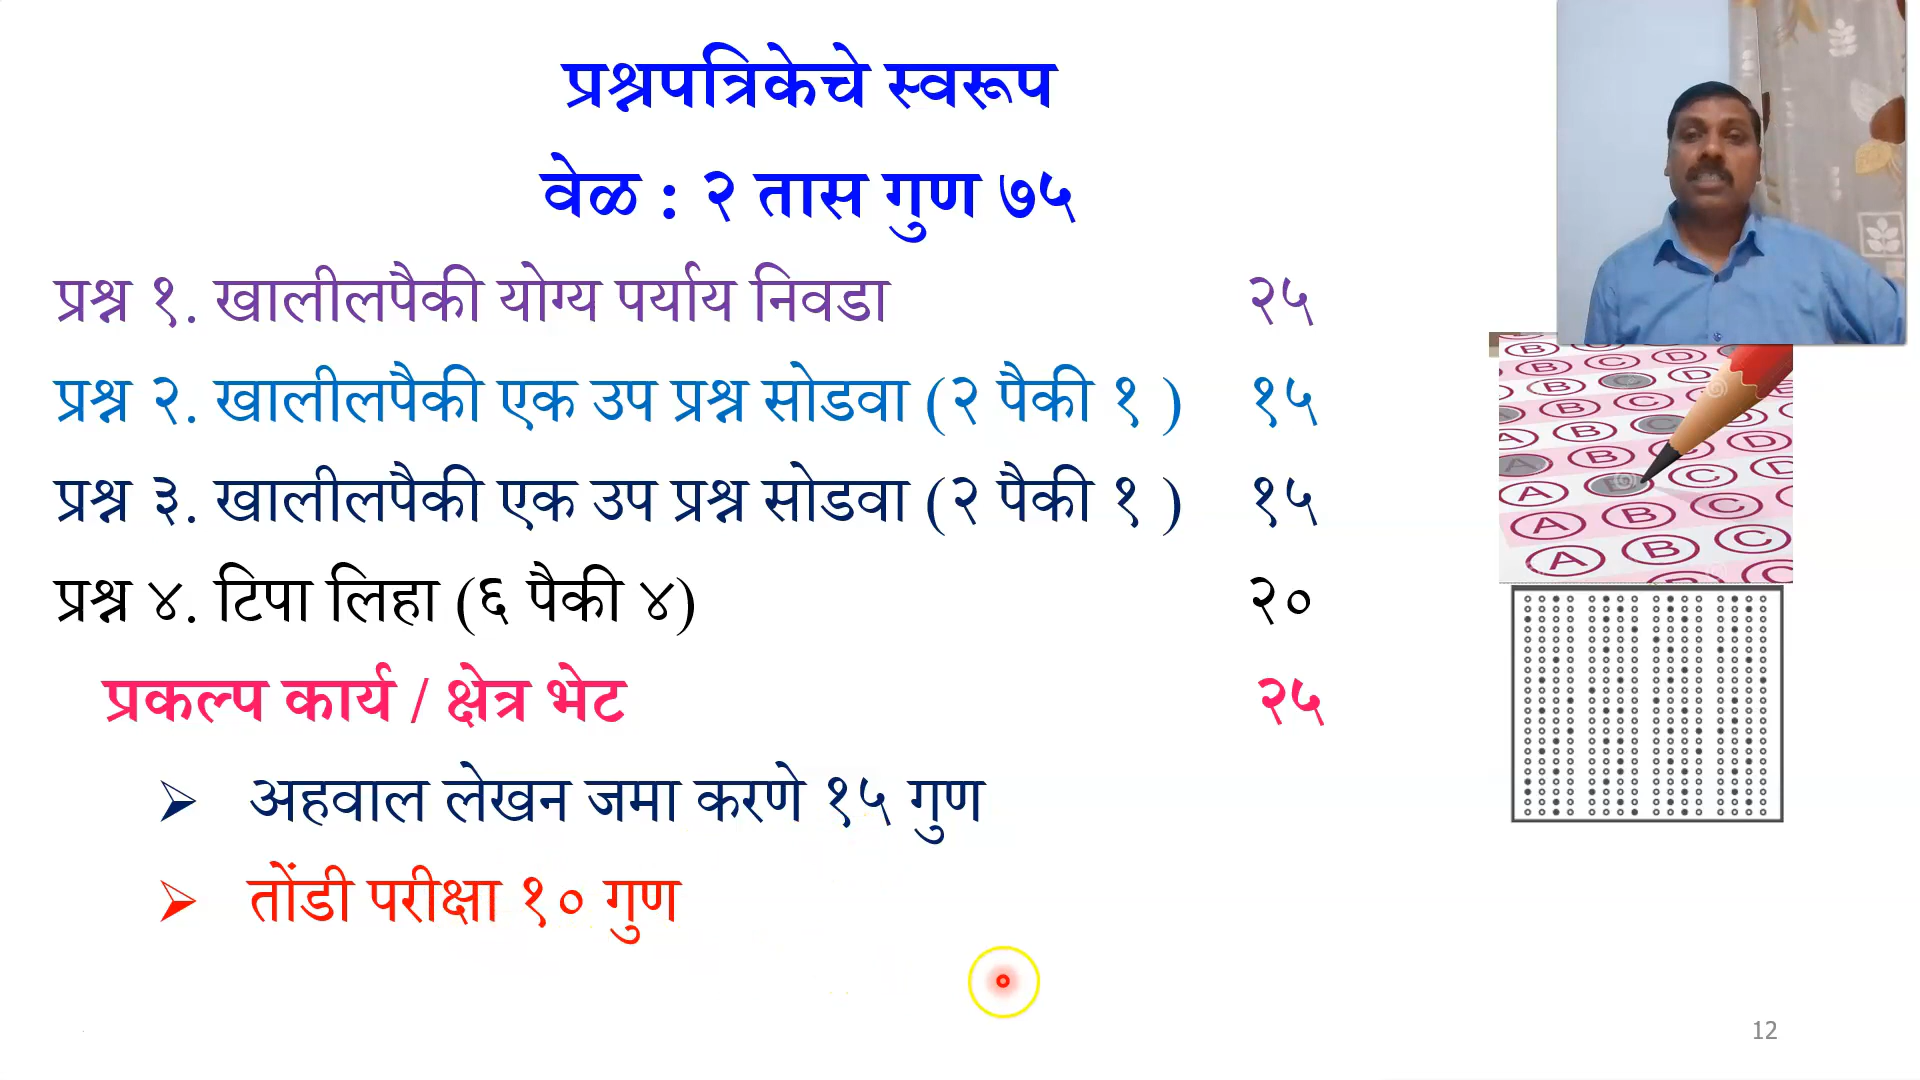 प्रश्नपत्रिकेचे स्वरूप
वेळ : २ तास गुण ७५
प्रश्न १. खालीलपैकी योग्य पर्याय निवडा २५
प्रश्न २. खालीलपैकी एक उप प्रश्न सोडवा (२ पैकी १ ) १५
प्रश्न ३. खालीलपैकी एक उप प्रश्न सोडवा (२ पैकी १ ) १५
प्रश्न ४. टिपा लिहा (६ पैकी ४) २०
प्रकल्प कार्य / क्षेत्र भेट २५
➢ अहवाल लेखन जमा करणे १५ गुण
➢ तोंडी परीक्षा १० गुण
12